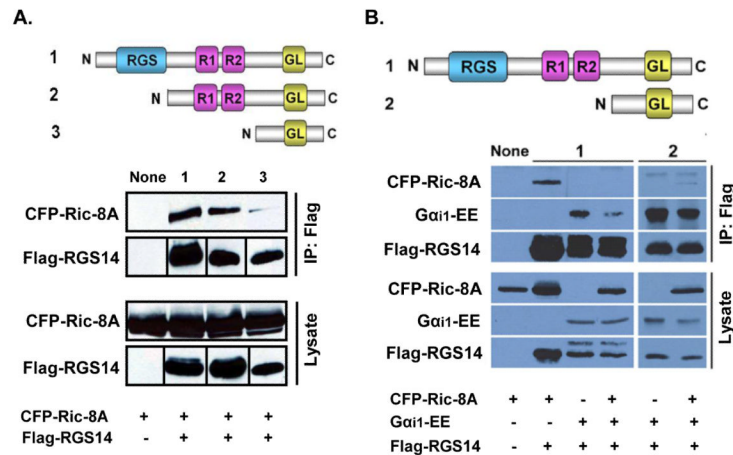 A.
1 N RGS R1 R2 GL C
2 N R1 R2 GL C
3 N GL C
None 1 2 3
CFP-Ric-8A
Flag-RGS14
IP: Flag
CFP-Ric-8A
Flag-RGS14
Lysate
CFP-Ric-8A + + + +
Flag-RGS14 - + + +
B.
1 N RGS R1 R2 GL C
2 N GL C
None 1 2
CFP-Ric-8A
Gαi1-EE
Flag-RGS14
IP: Flag
CFP-Ric-8A
Gαi1-EE
Flag-RGS14
Lysate
CFP-Ric-8A + + - + - +
Gαi1-EE - - + + + +
Flag-RGS14 - + + + + +